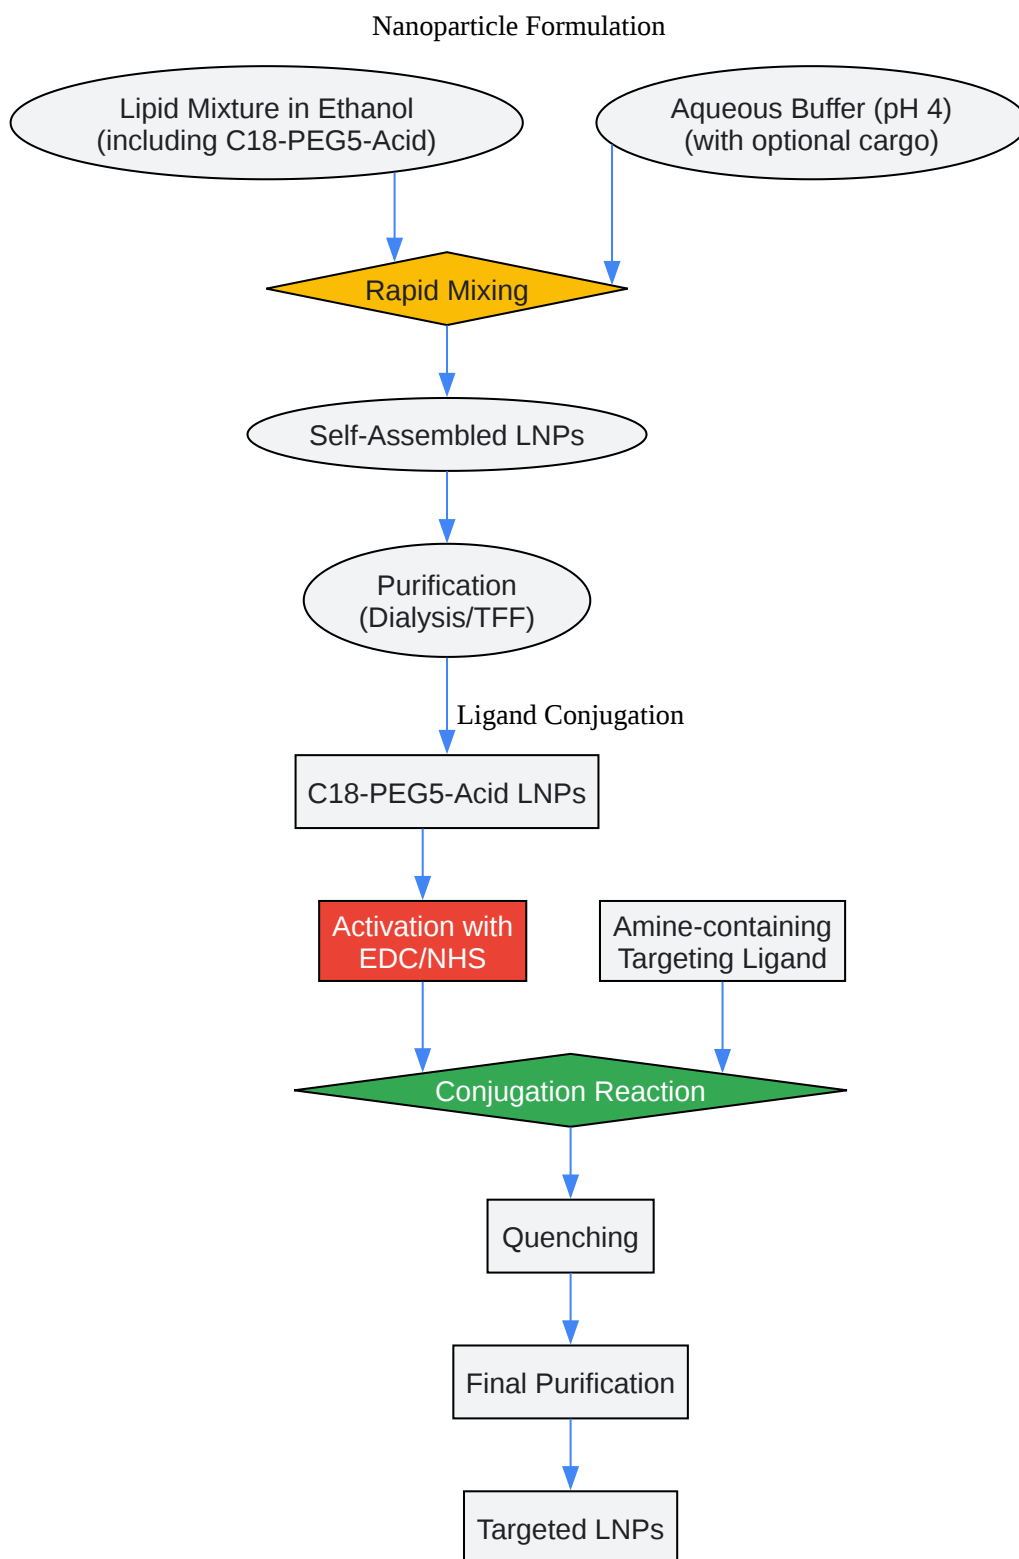 Nanoparticle Formulation
Lipid Mixture in Ethanol
(including C18-PEG5-Acid)
Aqueous Buffer (pH 4)
(with optional cargo)
Rapid Mixing
Self-Assembled LNPs
Purification
(Dialysis/TFF)
Ligand Conjugation
C18-PEG5-Acid LNPs
Activation with
EDC/NHS
Amine-containing
Targeting Ligand
Conjugation Reaction
Quenching
Final Purification
Targeted LNPs